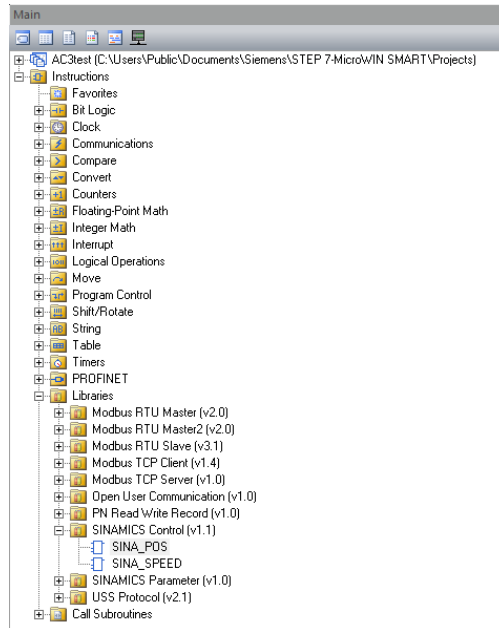 Main
AC3test (C:\Users\Public\Documents\Siemens\STEP 7-MicroWIN SMART\Projects)
Instructions
Favorites
Bit Logic
Clock
Communications
Compare
Convert
Counters
Floating-Point Math
Integer Math
Interrupt
Logical Operations
Move
Program Control
Shift/Rotate
String
Table
Timers
PROFINET
Libraries
Modbus RTU Master (v2.0)
Modbus RTU Master2 (v2.0)
Modbus RTU Slave (v3.1)
Modbus TCP Client (v1.4)
Modbus TCP Server (v1.0)
Open User Communication (v1.0)
PN Read Write Record (v1.0)
SINAMICS Control (v1.1)
SINA_POS
SINA_SPEED
SINAMICS Parameter (v1.0)
USS Protocol (v2.1)
Call Subroutines